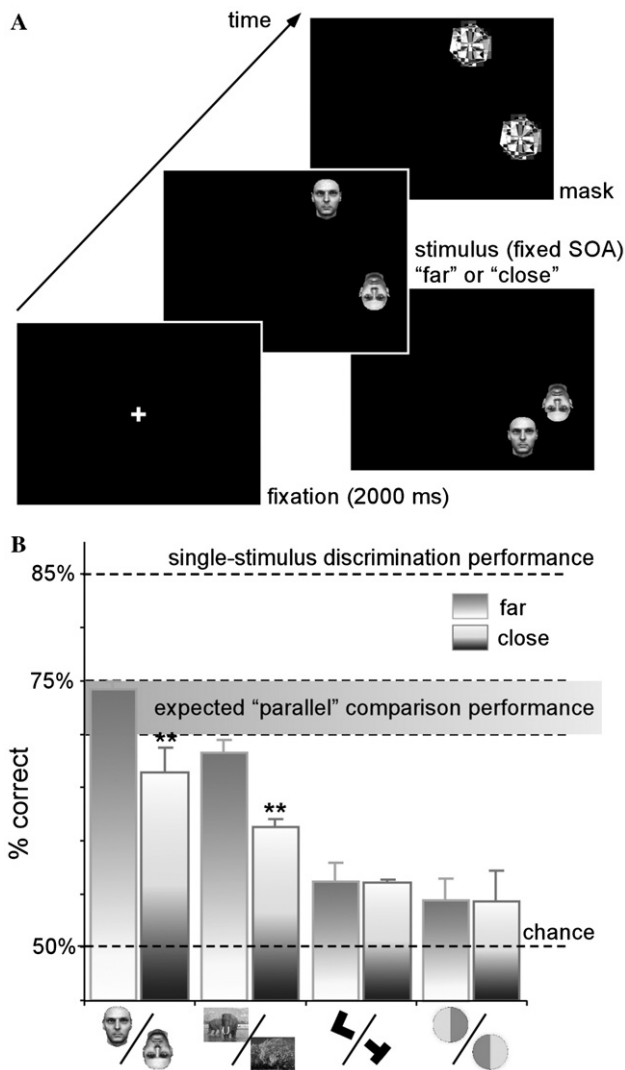 A
time
mask
stimulus (fixed SOA)
“far” or “close”
fixation (2000 ms)
B
single-stimulus discrimination performance
85%
far
close
75%
expected “parallel” comparison performance
**
**
% correct
chance
50%